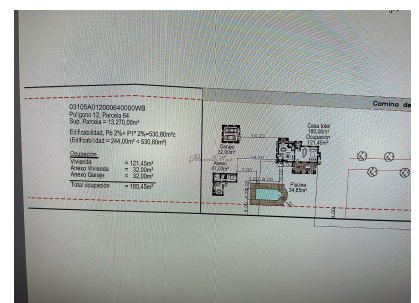 Camino de
03105A012000640000WB
Polígono 12, Parcela 64
Sup. Parcela = 13.270,00m²
Edificabilidad, Pb 2%+ P1ª 2%=530,80m²c
(Edificabilidad = 244,00m² < 530,80m²)
Ocupación
Vivienda = 121,45m²
Anexo Vivienda = 32,00m²
Anexo Garaje = 32,00m²
Total ocupación = 185,45m²
Casa total
180,00m²
Ocupación
121,45m²
Garaje
32,00m²
Anexo
Piscina
34,65m²